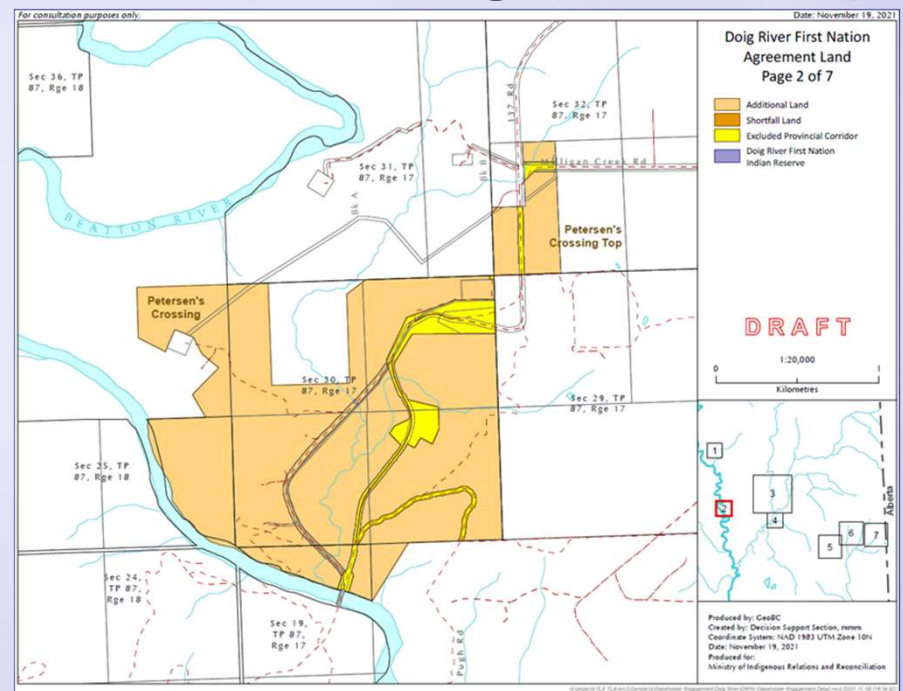 For consultation purposes only.
Date: November 19, 2021
Doig River First Nation
Agreement Land
Page 2 of 7
Additional Land
Shortfall Land
Excluded Provincial Corridor
Doig River First Nation
Indian Reserve
Sec 36, TP
87, Rge 18
137 Rd
Sec 32, TP
87, Rge 17
Sec 31, TP
87, Rge 17
Bk B
Milligan Creek Rd
Bk A
BEATTON RIVER
Petersen's
Crossing Top
Petersen's
Crossing
DRAFT
1:20,000
0 1
Kilometres
Sec 30, TP
87, Rge 17
Sec 29, TP
87, Rge 17
Sec 25, TP
87, Rge 18
1
2
3
4
5
6
7
Alberta
Sec 24,
TP 87,
Rge 18
Sec 19,
TP 87,
Rge 17
Pugh Rd
Produced by: GeoBC
Created by: Decision Support Section, mmm
Coordinate System: NAD 1983 UTM Zone 10N
Date: November 19, 2021
Produced for:
Ministry of Indigenous Relations and Reconciliation